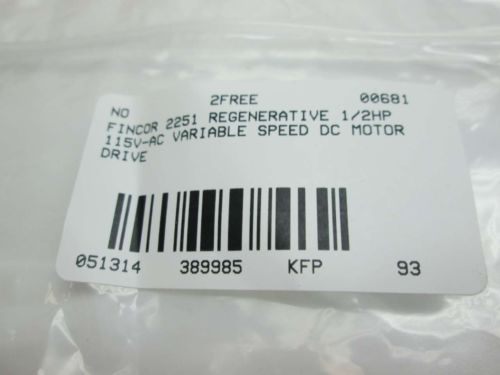 NO 2FREE 00681
FINCOR 2251 REGENERATIVE 1/2HP
115V-AC VARIABLE SPEED DC MOTOR
DRIVE
051314 389985 KFP 93